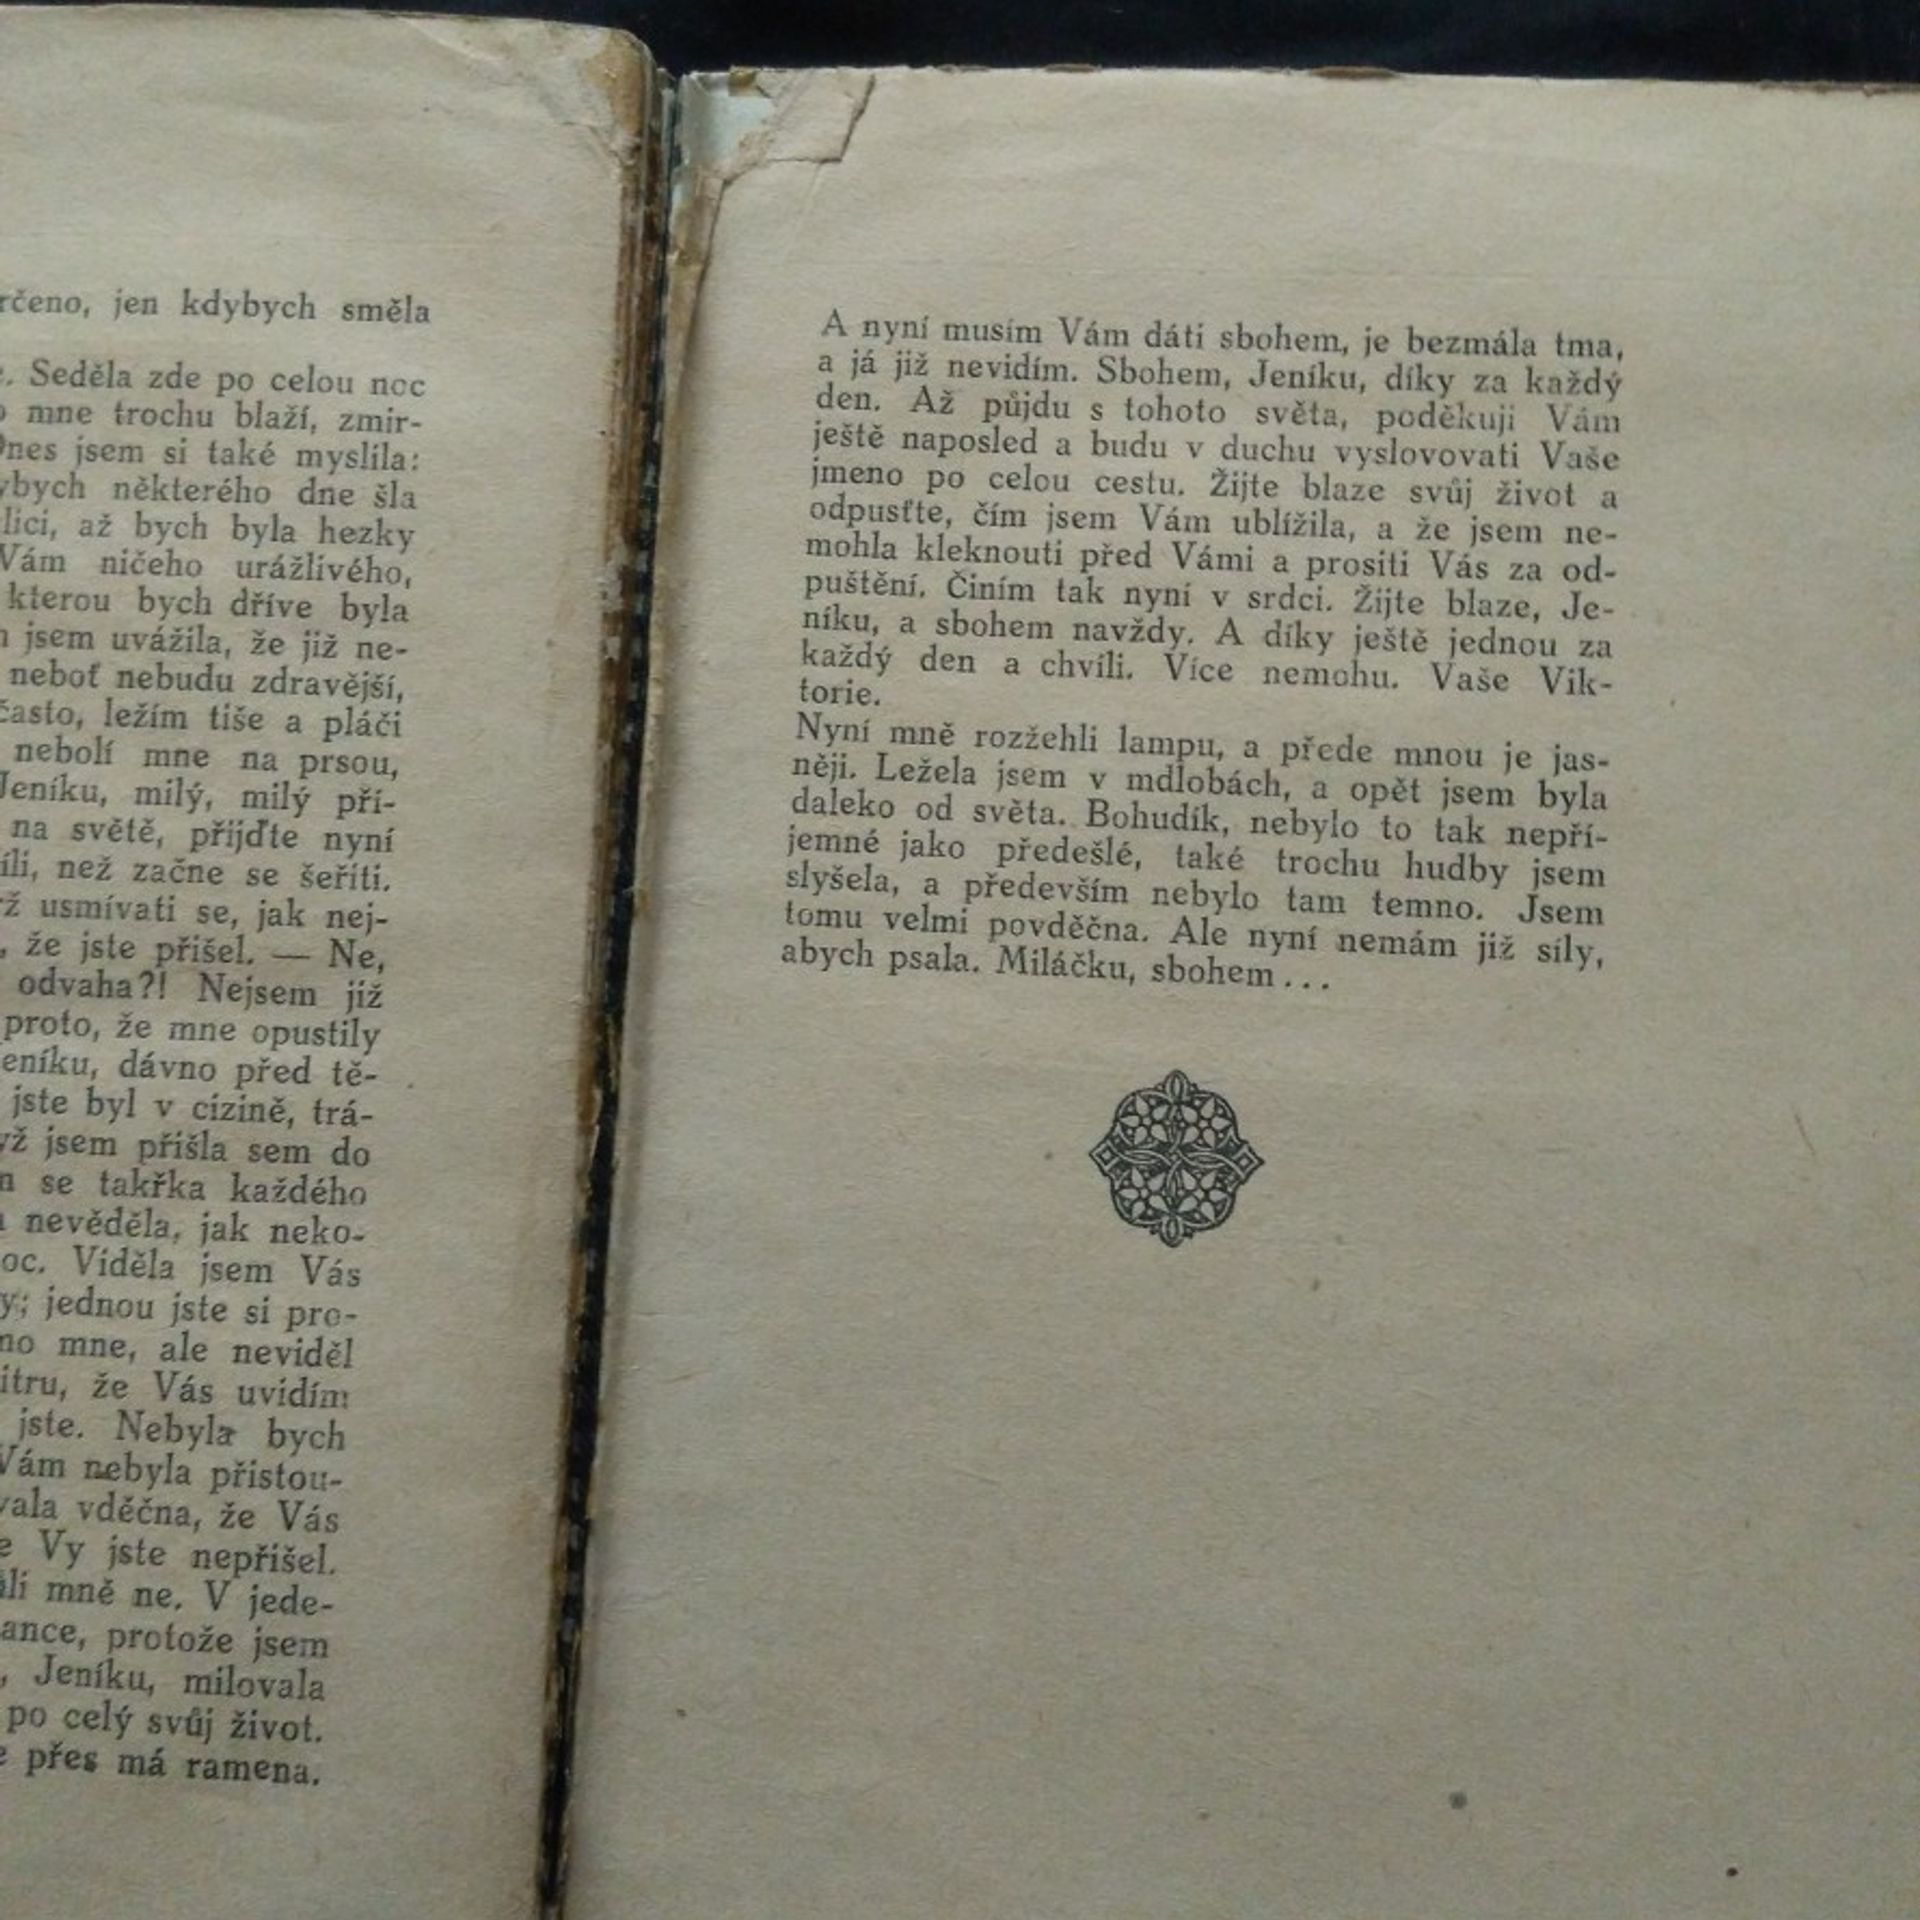 jen kdybych směla
Seděla zde po celou noc
mne trochu blaží, zmir-
jsem si také myslila:
některého dne šla
až bych byla hezky
Vám ničeho urážlivého,
kterou bych dříve byla
jsem uvážila, že již ne-
neboť nebudu zdravější,
často, ležím tiše a pláči
nebolí mne na prsou,
Jeníku, milý, milý pří-
na světě, přijďte nyní
než začne se šeříti.
usmívati se, jak nej-
že jste přišel. — Ne,
odvaha?! Nejsem již
proto, že mne opustily
dávno před tě-
jste byl v cizině, trá-
jsem přišla sem do
se takřka každého
nevěděla, jak neko-
Viděla jsem Vás
jednou jste si pro-
mne, ale neviděl
že Vás uvidím
jste. Nebyla bych
Vám nebyla přistou-
vděčna, že Vás
Vy jste nepřišel.
mně ne. V jede-
protože jsem
Jeníku, milovala
po celý svůj život.
přes má ramena.
A nyní musím Vám dáti sbohem, je bezmála tma,
a já již nevidím. Sbohem, Jeníku, díky za každý
den. Až půjdu s tohoto světa, poděkuji Vám
ještě naposled a budu v duchu vyslovovati Vaše
jmeno po celou cestu. Žijte blaze svůj život a
odpusťte, čím jsem Vám ublížila, a že jsem ne-
mohla kleknouti před Vámi a prositi Vás za od-
puštění. Činím tak nyní v srdci. Žijte blaze, Je-
níku, a sbohem navždy. A díky ještě jednou za
každý den a chvíli. Více nemohu. Vaše Vik-
torie.
Nyní mně rozžehli lampu, a přede mnou je jas-
něji. Ležela jsem v mdlobách, a opět jsem byla
daleko od světa. Bohudík, nebylo to tak nepří-
jemné jako předešlé, také trochu hudby jsem
slyšela, a především nebylo tam temno. Jsem
tomu velmi povděčna. Ale nyní nemám již síly,
abych psala. Miláčku, sbohem...